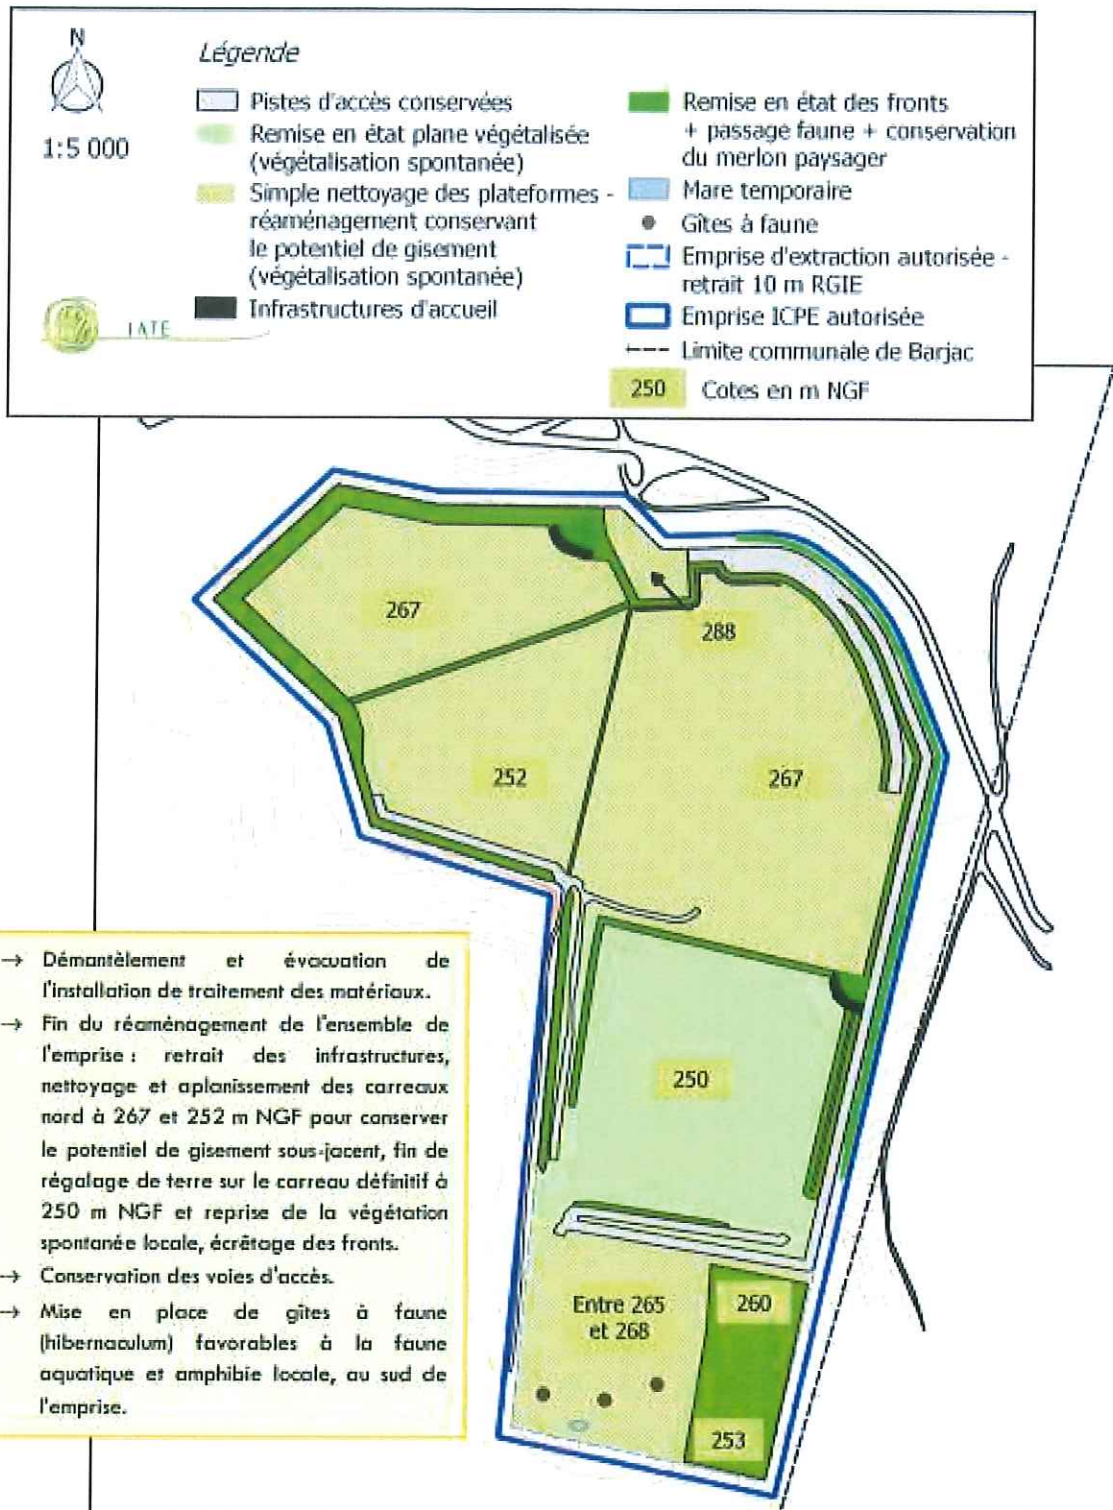 N
1:5 000
IATE
Légende
Pistes d'accès conservées
Remise en état plane végétalisée
(végétalisation spontanée)
Simple nettoyage des plateformes -
réaménagement conservant
le potentiel de gisement
(végétalisation spontanée)
Infrastructures d'accueil
Remise en état des fronts
+ passage faune + conservation
du merlon paysager
Mare temporaire
Gîtes à faune
Emprise d'extraction autorisée -
retrait 10 m RGIE
Emprise ICPE autorisée
Limite communale de Barjac
250 Cotes en m NGF
267
288
252
267
250
Entre 265
et 268
260
253
→ Démantèlement et évacuation de
l'installation de traitement des matériaux.
→ Fin du réaménagement de l'ensemble de
l'emprise : retrait des infrastructures,
nettoyage et aplanissement des carreaux
nord à 267 et 252 m NGF pour conserver
le potentiel de gisement sous-jacent, fin de
régalage de terre sur le carreau définitif à
250 m NGF et reprise de la végétation
spontanée locale, écrêtage des fronts.
→ Conservation des voies d'accès.
→ Mise en place de gîtes à faune
(hibernaculum) favorables à la faune
aquatique et amphibie locale, au sud de
l'emprise.